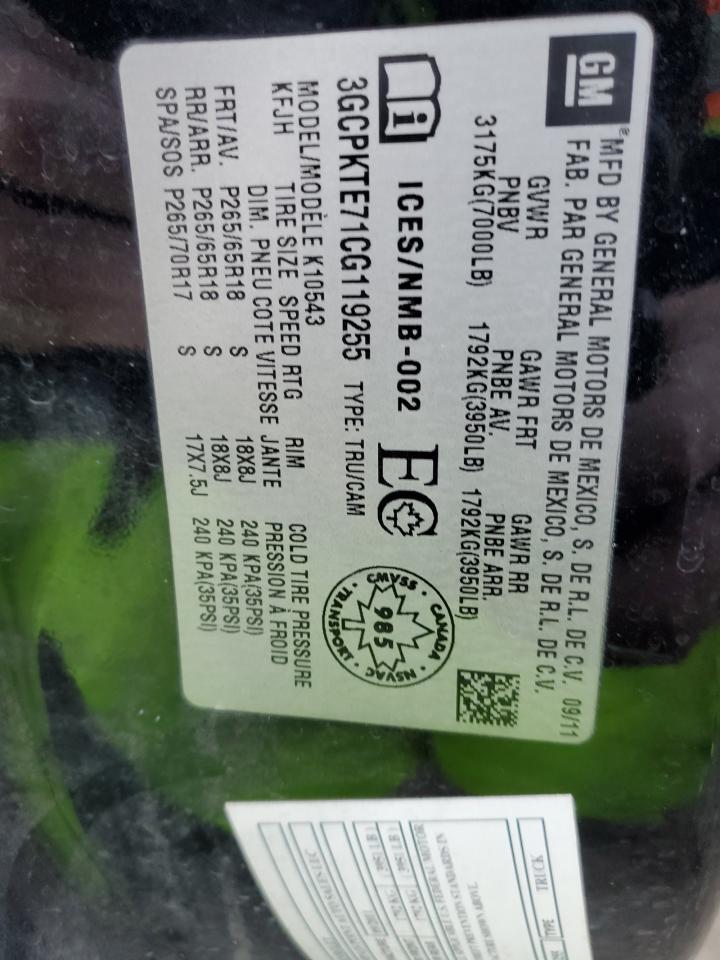 GM
®MFD BY GENERAL MOTORS DE MEXICO, S. DE R.L. DE C.V. 09/11
FAB. PAR GENERAL MOTORS DE MEXICO, S. DE R.L. DE C.V.
GVWR GAWR FRT GAWR RR
PNBV PNBE AV. PNBE ARR.
3175KG(7000LB) 1792KG(3950LB) 1792KG(3950LB)
i ICES/NMB-002 EC
3GCPKTE71CG119255 TYPE: TRU/CAM
CMVSS · CANADA · NSVAC · TRANSPORT ·
985
MODEL/MODÈLE K10543
KFJH TIRE SIZE SPEED RTG RIM COLD TIRE PRESSURE
DIM. PNEU COTE VITESSE JANTE PRESSION À FROID
FRT/AV. P265/65R18 S 18X8J 240 KPA(35PSI)
RR/ARR. P265/65R18 S 18X8J 240 KPA(35PSI)
SPA/SOS P265/70R17 S 17X7.5J 240 KPA(35PSI)
TRUCK